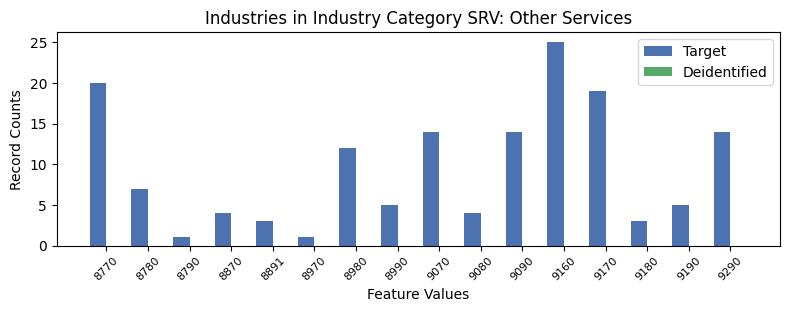 Industries in Industry Category SRV: Other Services
Target
Deidentified
Record Counts
25
20
15
10
5
0
8770 8780 8790 8870 8891 8970 8980 8990 9070 9080 9090 9160 9170 9180 9190 9290
Feature Values